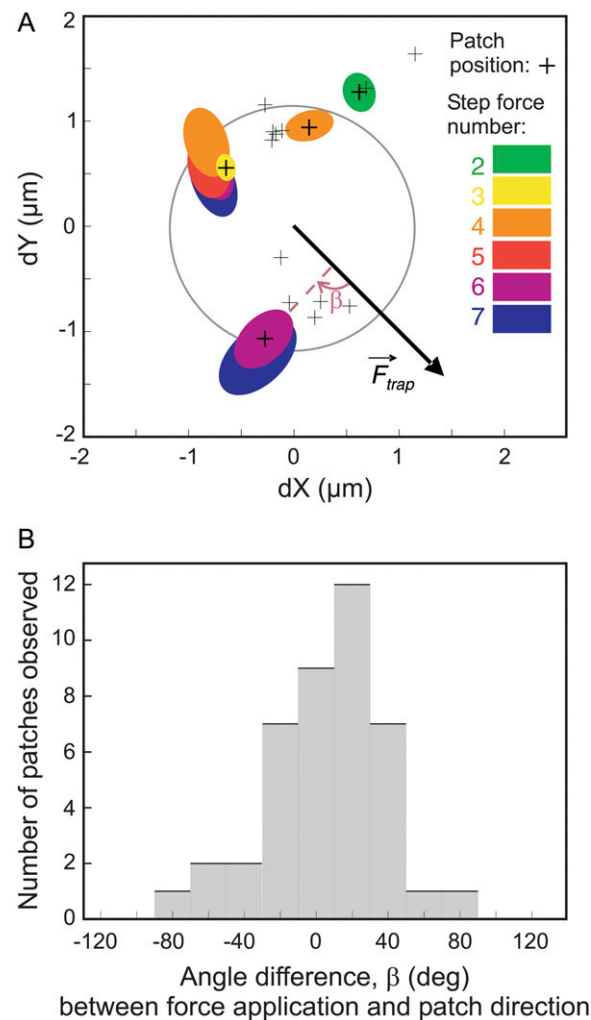 A
2
1
0
-1
-2
dY (µm)
-1
0
1
2
dX (µm)
Patch
position: +
Step force
number:
2
3
4
5
6
7
β
F trap
B
12
10
8
6
4
2
0
Number of patches observed
-120
-80
-40
0
40
80
120
Angle difference, β (deg)
between force application and patch direction